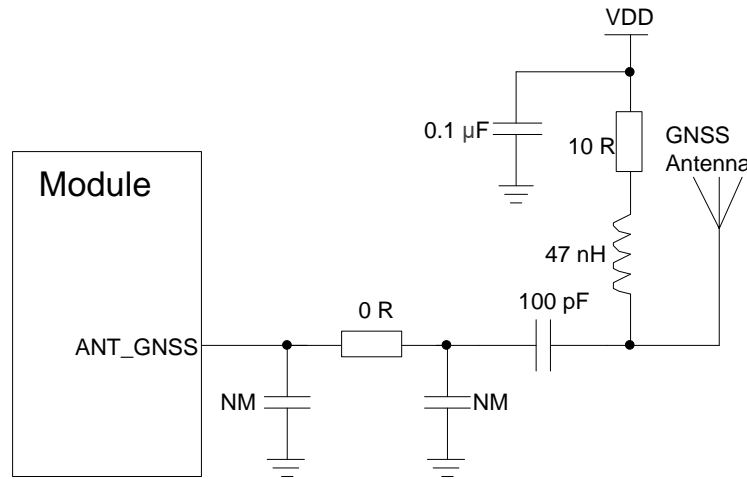 VDD
0.1 µF
10 R
GNSS
Antenna
Module
47 nH
100 pF
0 R
ANT_GNSS
NM
NM